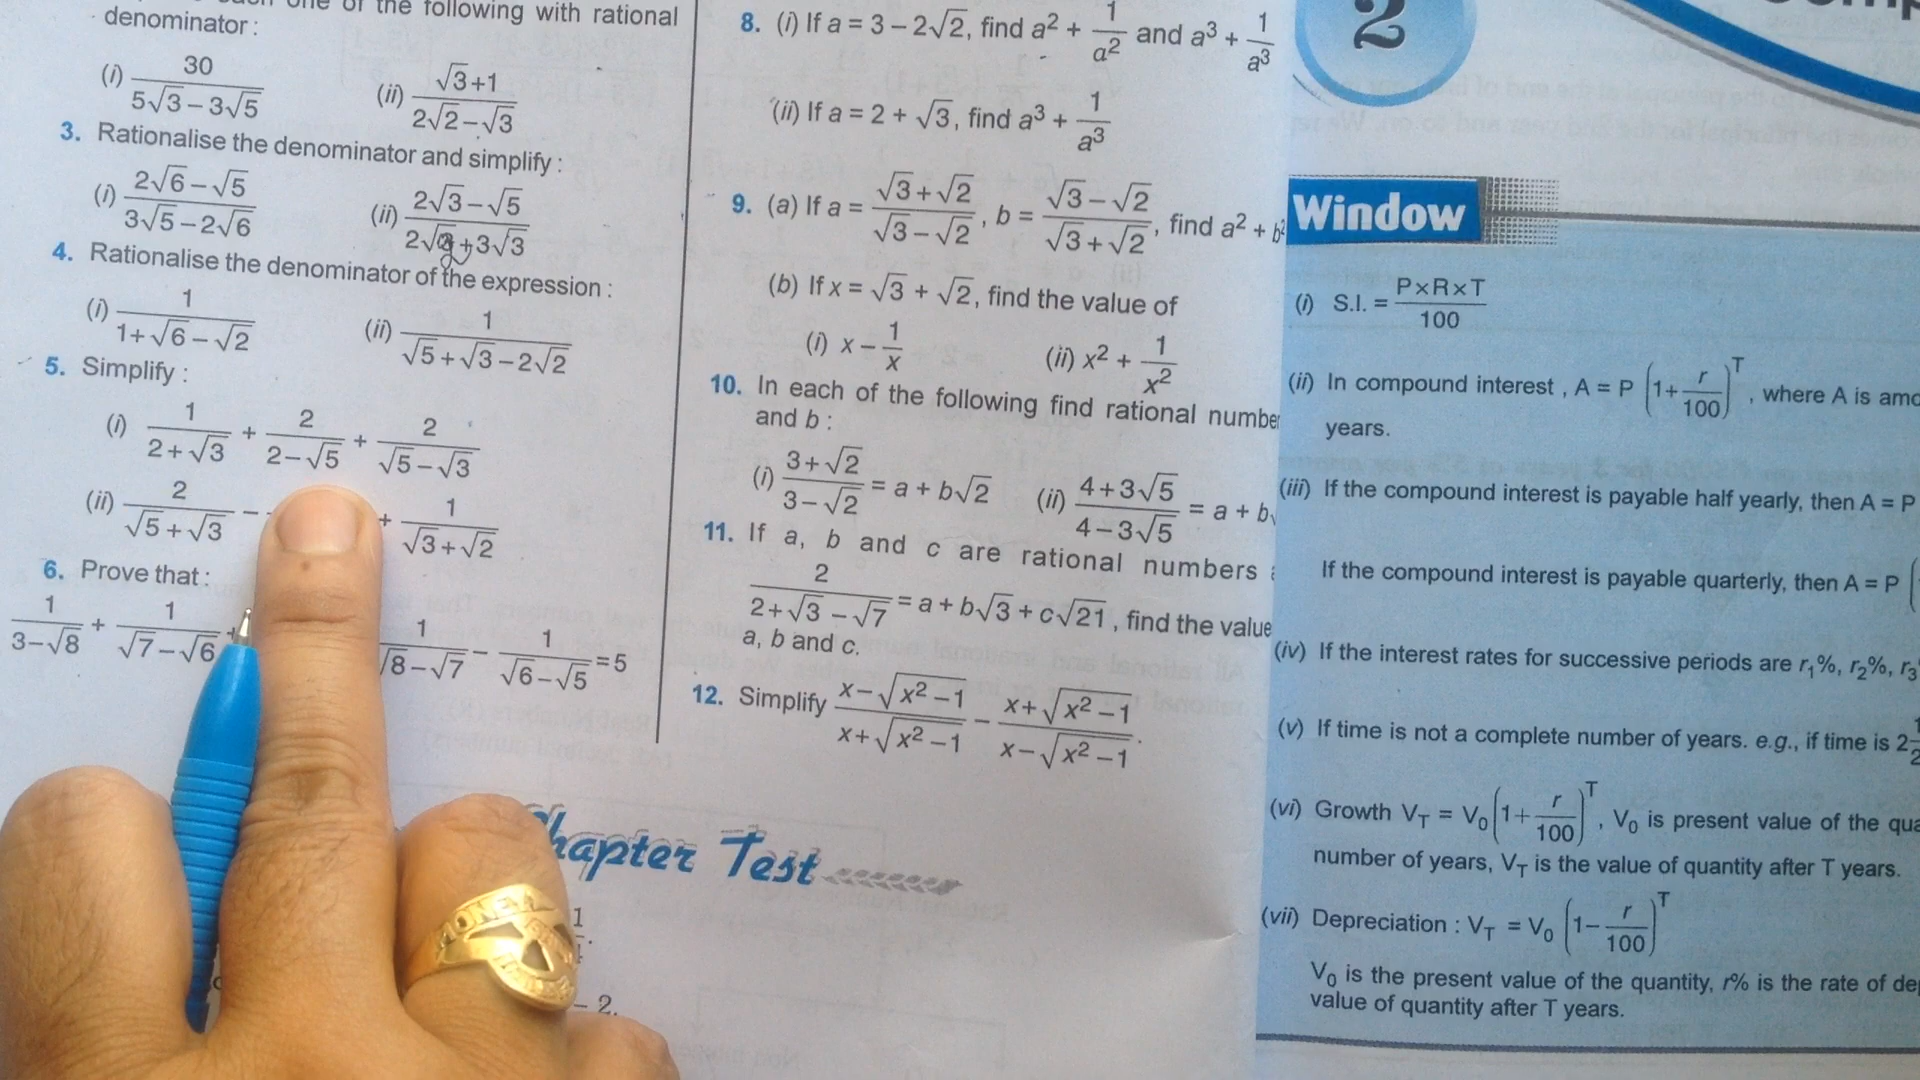 one of the following with rational
denominator :
(i) 30 / (5√3 – 3√5) (ii) (√3+1) / (2√2–√3)
3. Rationalise the denominator and simplify :
(i) (2√6–√5) / (3√5–2√6) (ii) (2√3–√5) / (2√2+3√3)
4. Rationalise the denominator of the expression :
(i) 1 / (1+√6–√2) (ii) 1 / (√5+√3–2√2)
5. Simplify :
(i) 1/(2+√3) + 2/(2–√5) + 2/(√5–√3)
(ii) 2/(√5+√3) – + 1/(√3+√2)
6. Prove that :
1/(3–√8) + 1/(√7–√6) + 1/(√8–√7) – 1/(√6–√5) = 5
8. (i) If a = 3 – 2√2, find a² + 1/a² and a³ + 1/a³
(ii) If a = 2 + √3, find a³ + 1/a³
9. (a) If a = (√3+√2)/(√3–√2), b = (√3–√2)/(√3+√2), find a² + b²
(b) If x = √3 + √2, find the value of
(i) x – 1/x (ii) x² + 1/x²
10. In each of the following find rational number
and b :
(i) (3+√2)/(3–√2) = a + b√2 (ii) (4+3√5)/(4–3√5) = a + b
11. If a, b and c are rational numbers
2/(2+√3–√7) = a + b√3 + c√21, find the value
a, b and c.
12. Simplify (x–√(x²–1))/(x+√(x²–1)) – (x+√(x²–1))/(x–√(x²–1)).
Chapter Test
– 2.
2
Window
(i) S.I. = P×R×T / 100
(ii) In compound interest , A = P (1+ r/100)^T, where A is
years.
(iii) If the compound interest is payable half yearly, then A = P
If the compound interest is payable quarterly, then A = P (
(iv) If the interest rates for successive periods are r₁%, r₂%, r₃
(v) If time is not a complete number of years. e.g., if time is 2 1/2
(vi) Growth V_T = V₀ (1+ r/100)^T, V₀ is present value of the
number of years, V_T is the value of quantity after T years.
(vii) Depreciation : V_T = V₀ (1– r/100)^T
V₀ is the present value of the quantity, r% is the rate of
value of quantity after T years.